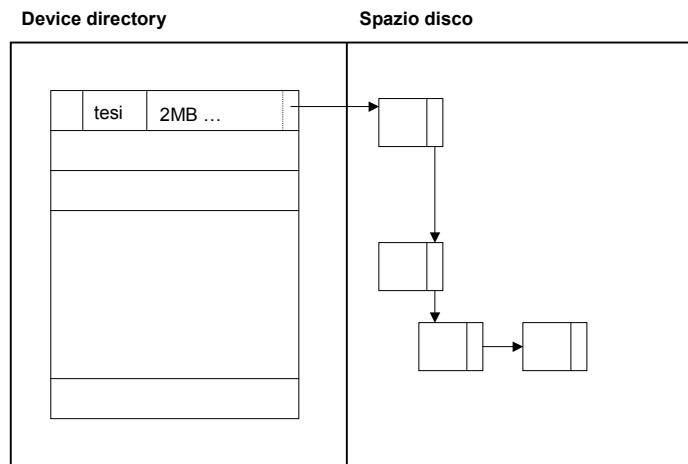 Device directory
Spazio disco
tesi
2MB …